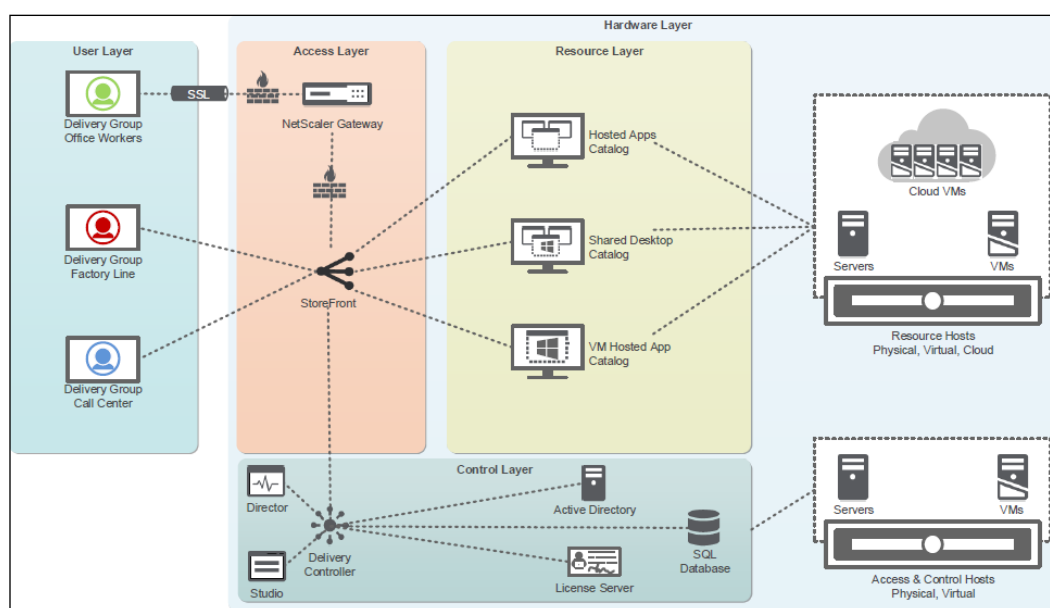 Hardware Layer
User Layer
Access Layer
Resource Layer
SSL
Delivery Group
Office Workers
NetScaler Gateway
Hosted Apps
Catalog
Cloud VMs
Delivery Group
Factory Line
StoreFront
Shared Desktop
Catalog
Servers
VMs
Delivery Group
Call Center
VM Hosted App
Catalog
Resource Hosts
Physical, Virtual, Cloud
Control Layer
Director
Active Directory
Servers
VMs
Delivery
Controller
SQL
Database
Studio
License Server
Access & Control Hosts
Physical, Virtual